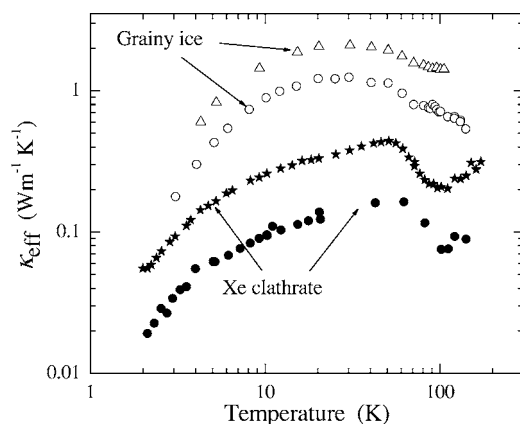 Grainy ice
1
κeff (Wm⁻¹ K⁻¹)
0.1
Xe clathrate
0.01
1 10 100
Temperature (K)